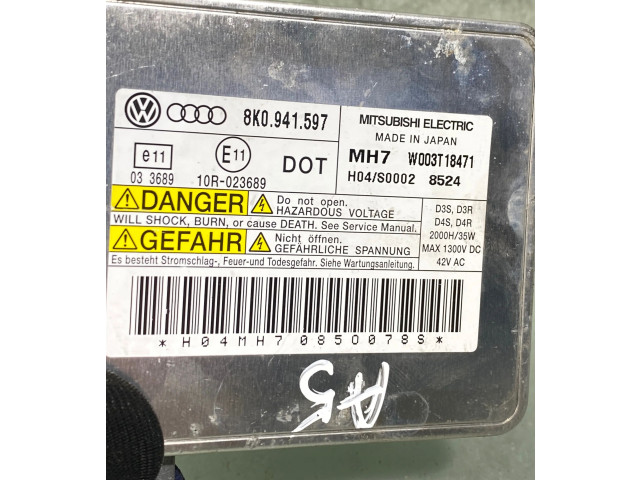 8K0.941.597
MITSUBISHI ELECTRIC
MADE IN JAPAN
e11
E11
DOT
MH7 W003T18471
03 3689
10R-023689
H04/S0002 8524
DANGER
Do not open.
HAZARDOUS VOLTAGE
WILL SHOCK, BURN, or cause DEATH. See Service Manual.
GEFAHR
Nicht öffnen.
GEFÄHRLICHE SPANNUNG
Es besteht Stromschlag-, Feuer-und Todesgefahr. Siehe Wartungsanleitung.
D3S, D3R
D4S, D4R
2000H/35W
MAX 1300V DC
42V AC
*H04MH70850078S*
A5